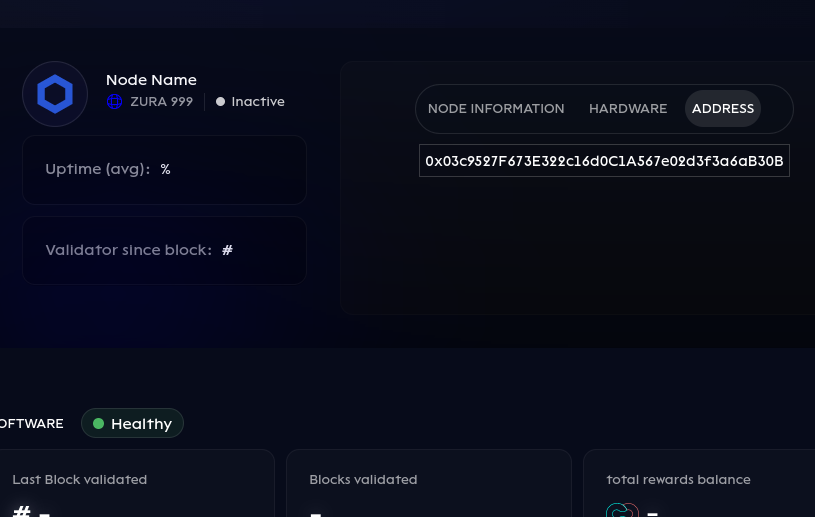 Node Name
ZURA 999 Inactive
Uptime (avg): %
Validator since block: #
NODE INFORMATION HARDWARE ADDRESS
0x03c9527F673E322c16d0C1A567e02d3f3a6aB30B
OFTWARE Healthy
Last Block validated
# -
Blocks validated
-
total rewards balance
-